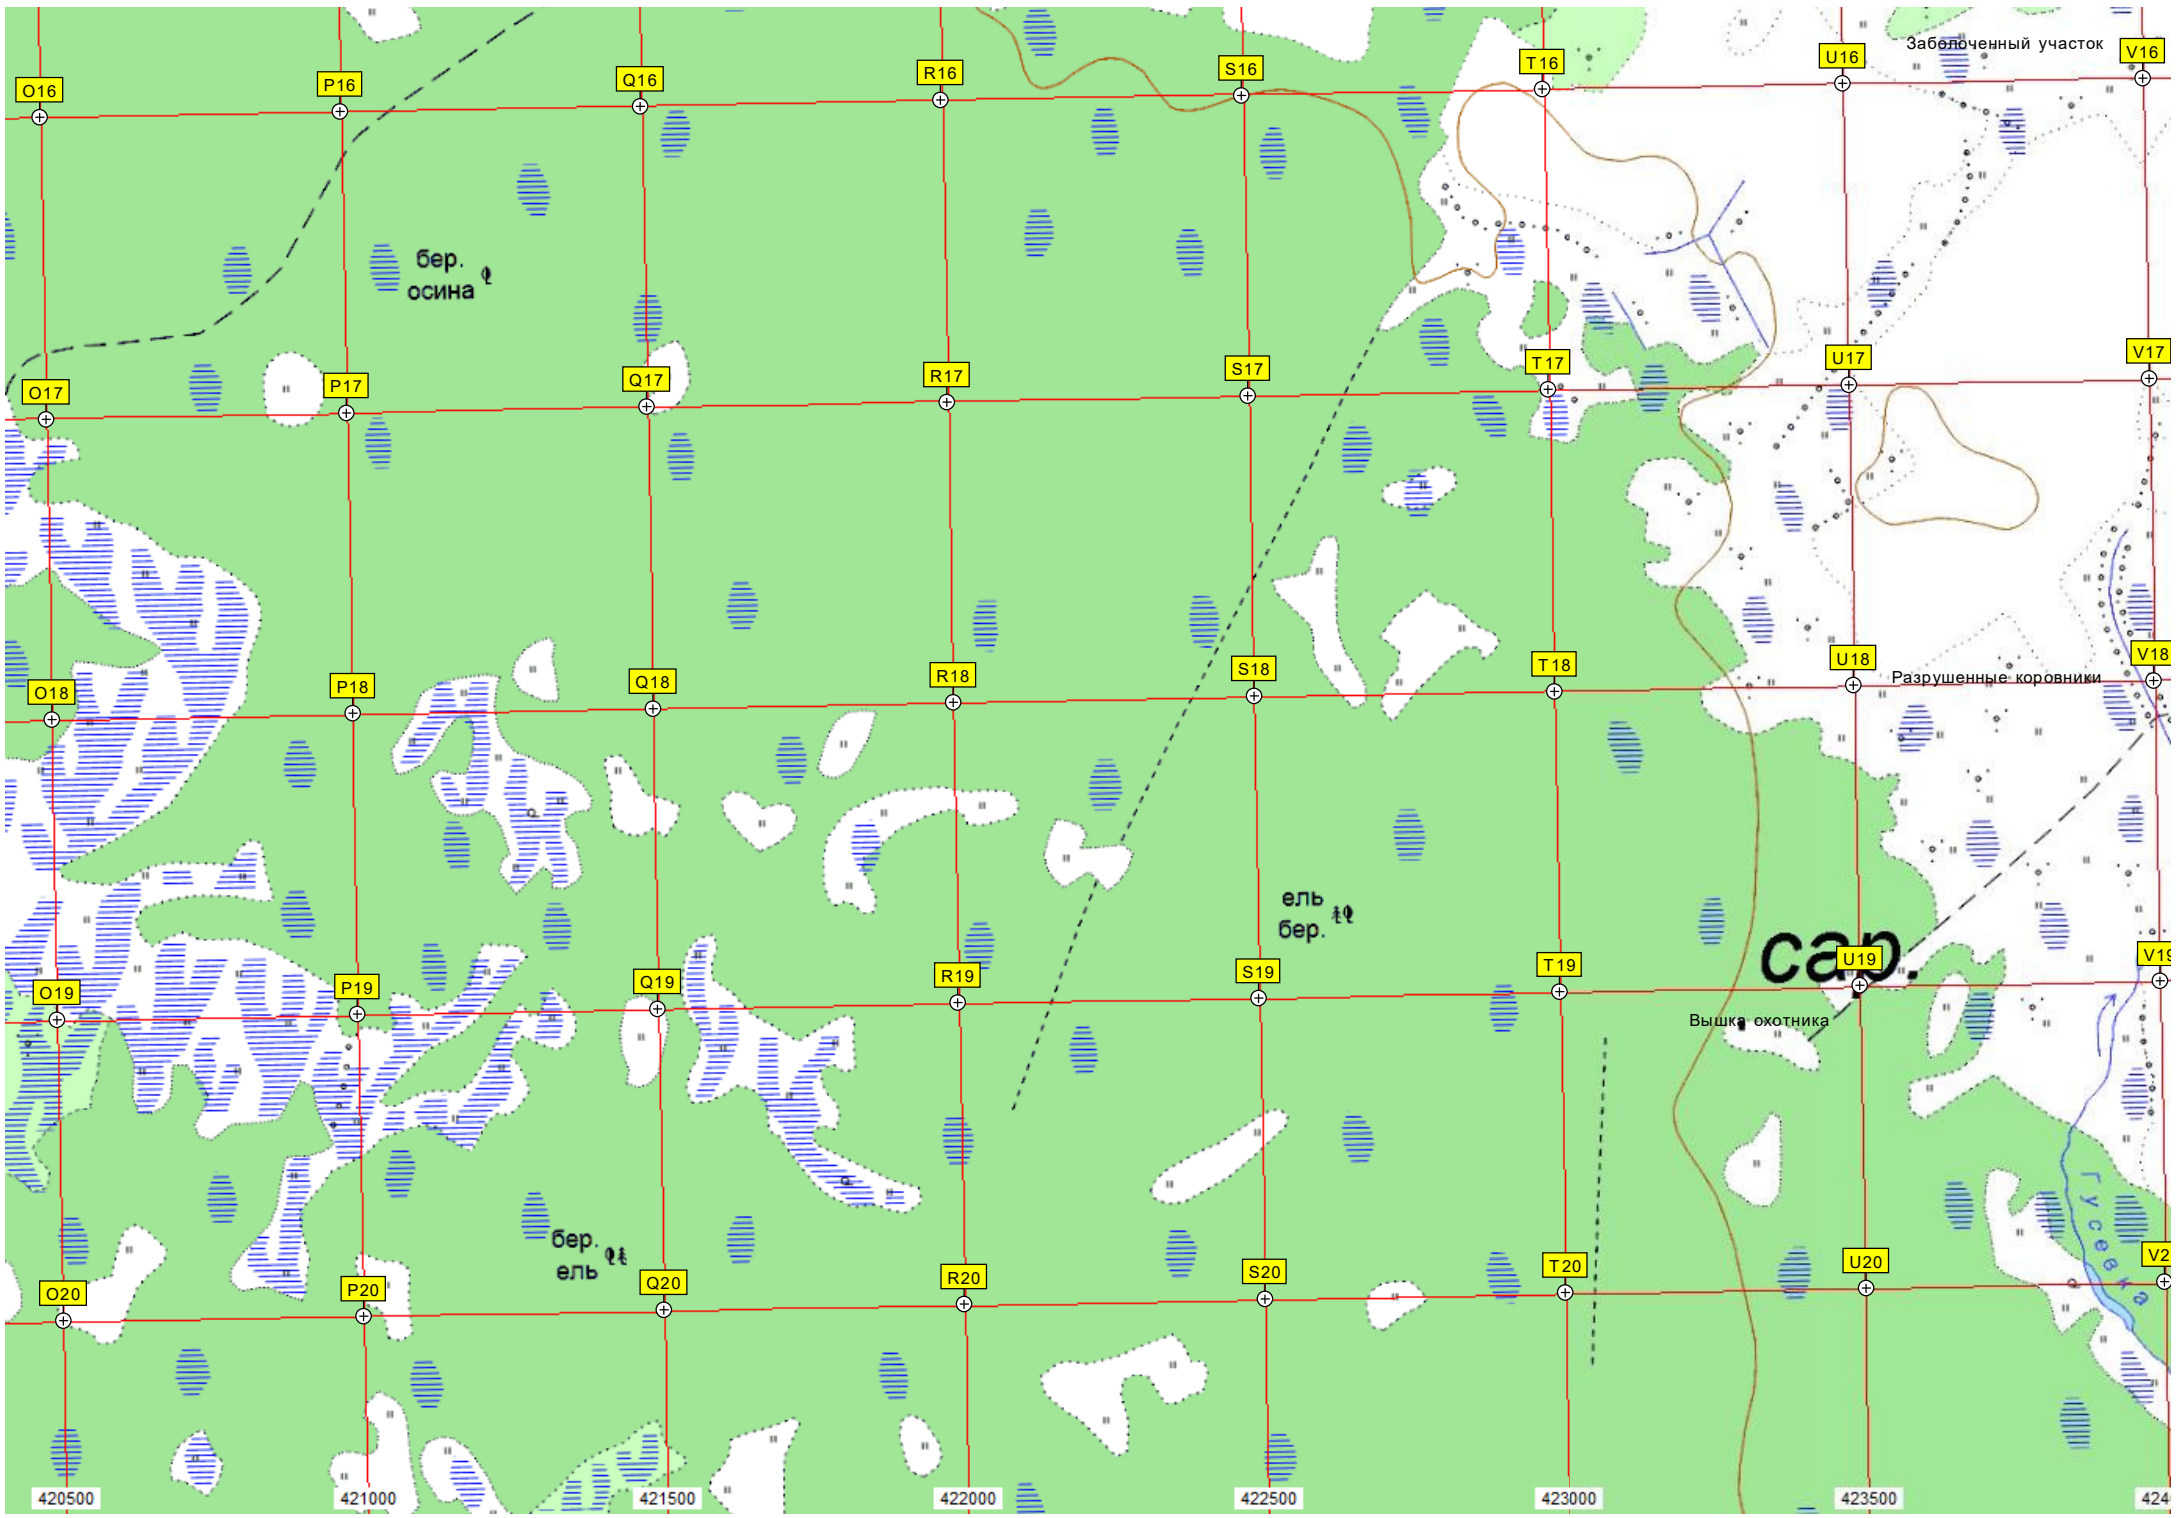 Заболоченный участок
O16 P16 Q16 R16 S16 T16 U16 V16
бер.
осина
O17 P17 Q17 R17 S17 T17 U17 V17
O18 P18 Q18 R18 S18 T18 U18 V18
Разрушенные коровники
ель
бер.
сар.
O19 P19 Q19 R19 S19 T19 U19 V19
Вышка охотника
Гусевка
бер.
ель
O20 P20 Q20 R20 S20 T20 U20 V2
420500 421000 421500 422000 422500 423000 423500 424